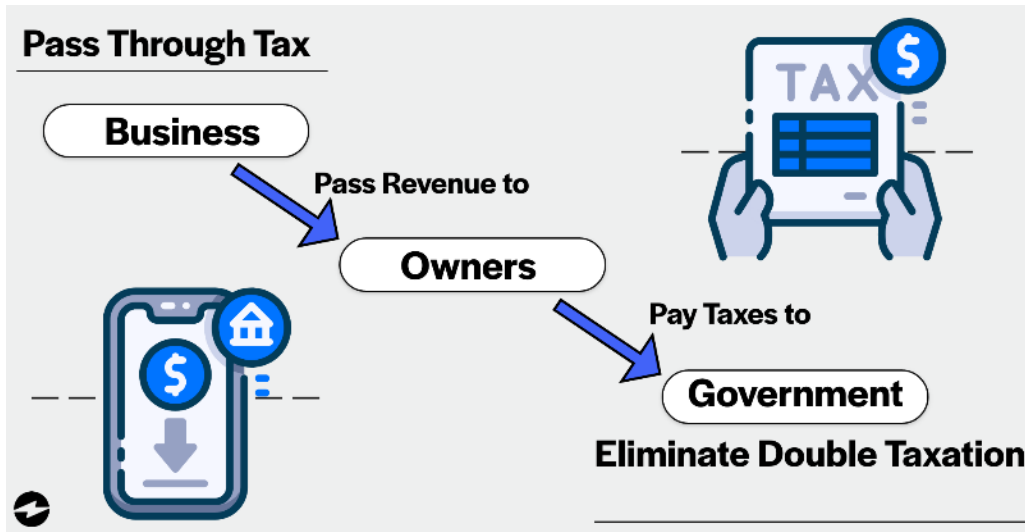 Pass Through Tax
TAX
$
Business
Pass Revenue to
Owners
$
Pay Taxes to
Government
Eliminate Double Taxation